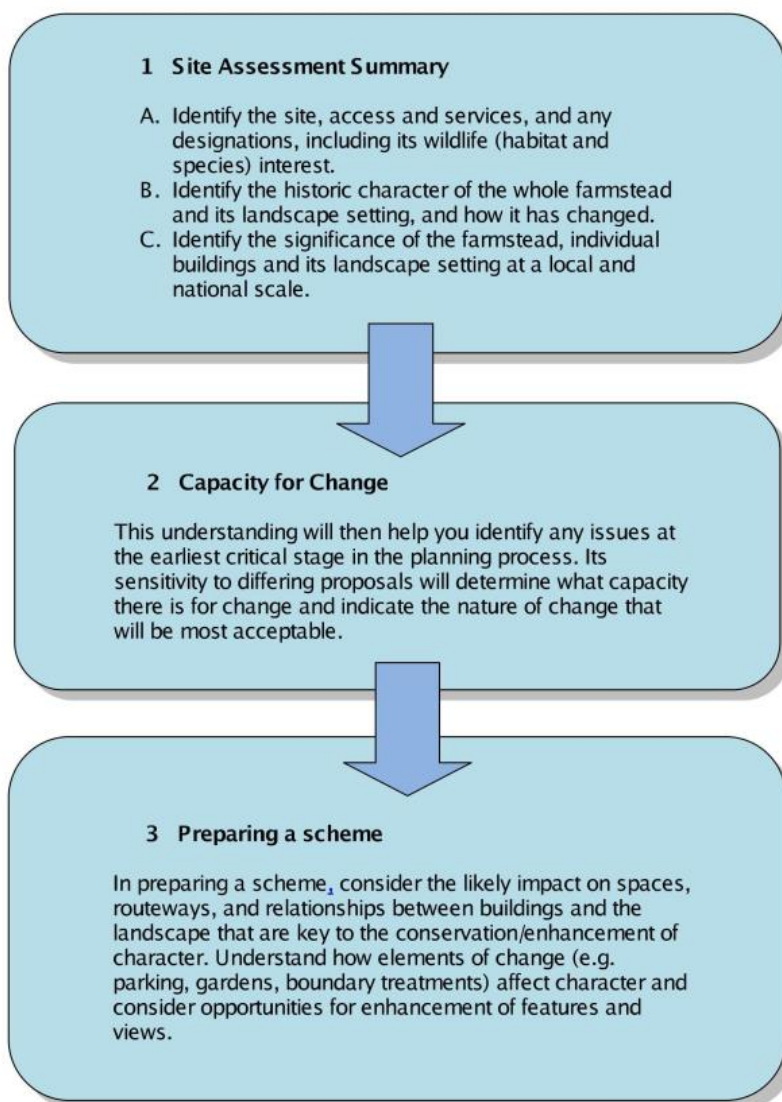 1 Site Assessment Summary
A. Identify the site, access and services, and any
designations, including its wildlife (habitat and
species) interest.
B. Identify the historic character of the whole farmstead
and its landscape setting, and how it has changed.
C. Identify the significance of the farmstead, individual
buildings and its landscape setting at a local and
national scale.
2 Capacity for Change
This understanding will then help you identify any issues at
the earliest critical stage in the planning process. Its
sensitivity to differing proposals will determine what capacity
there is for change and indicate the nature of change that
will be most acceptable.
3 Preparing a scheme
In preparing a scheme, consider the likely impact on spaces,
routeways, and relationships between buildings and the
landscape that are key to the conservation/enhancement of
character. Understand how elements of change (e.g.
parking, gardens, boundary treatments) affect character and
consider opportunities for enhancement of features and
views.